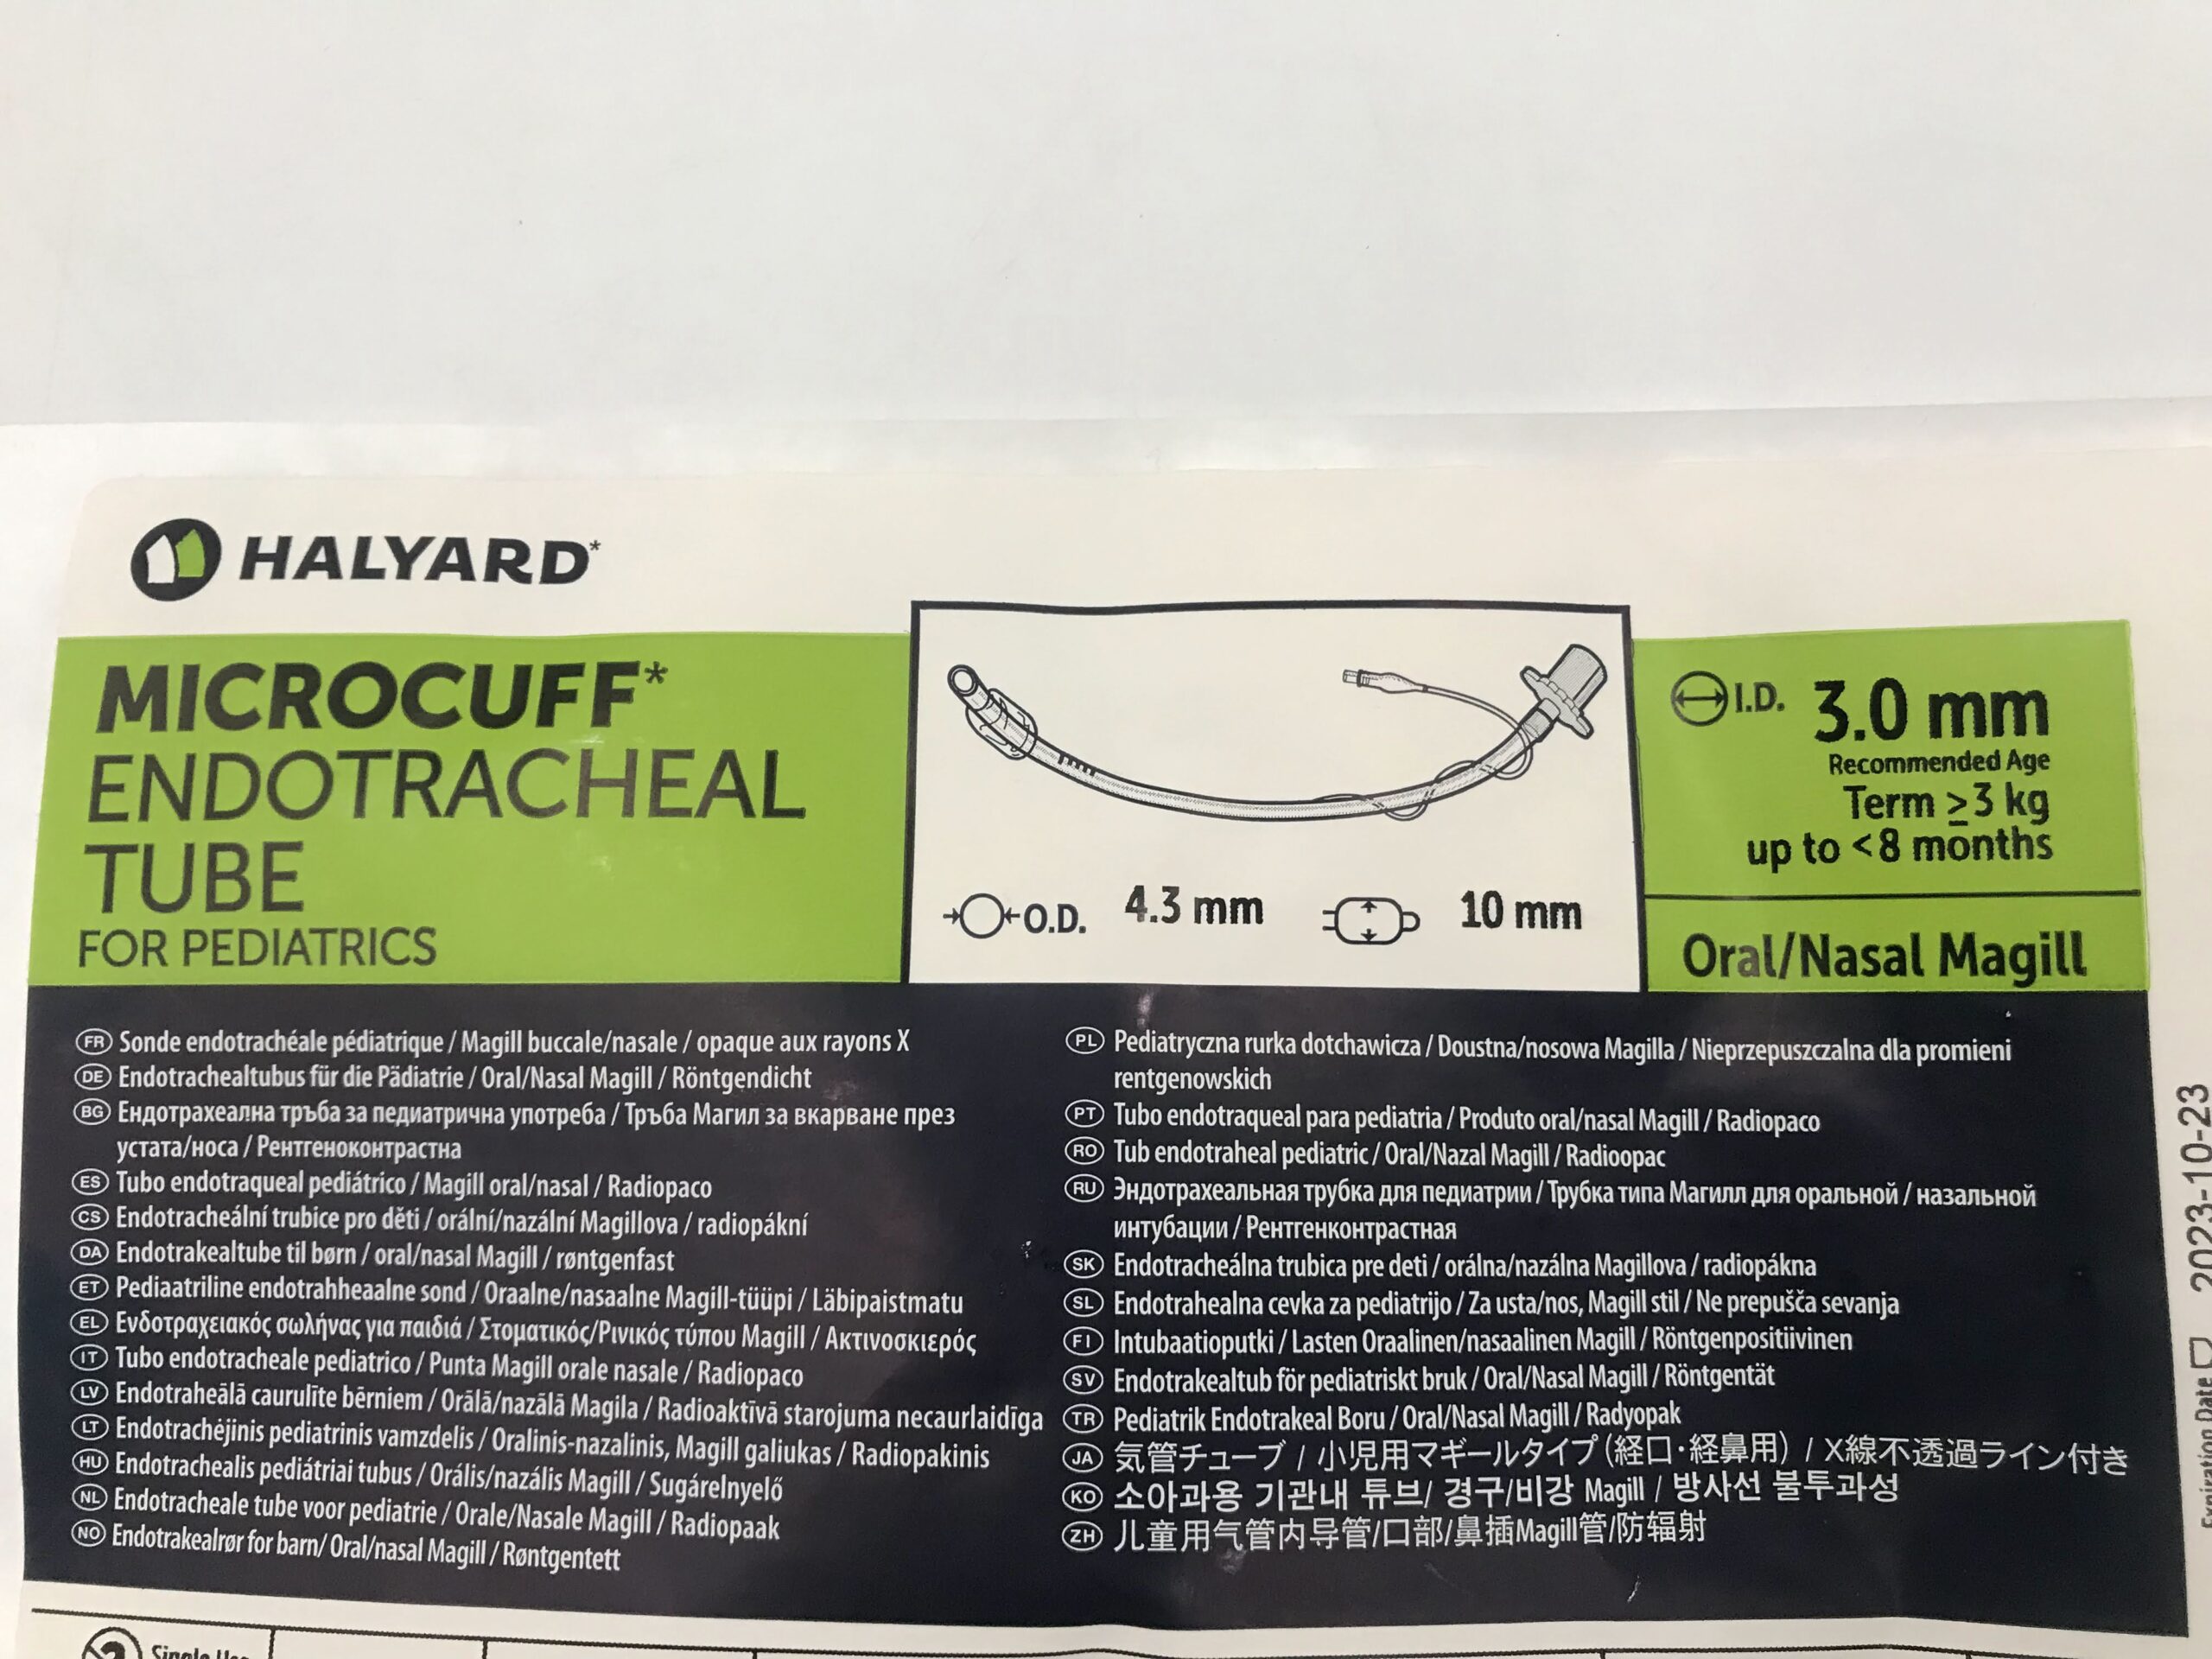 HALYARD*
MICROCUFF*
ENDOTRACHEAL
TUBE
FOR PEDIATRICS
O.D. 4.3 mm 10 mm
I.D. 3.0 mm
Recommended Age
Term ≥3 kg
up to <8 months
Oral/Nasal Magill
FR Sonde endotrachéale pédiatrique / Magill buccale/nasale / opaque aux rayons X
DE Endotrachealtubus für die Pädiatrie / Oral/Nasal Magill / Röntgendicht
BG Ендотрахеална тръба за педиатрична употреба / Тръба Магил за вкарване през
устата/носа / Рентгеноконтрастна
ES Tubo endotraqueal pediátrico / Magill oral/nasal / Radiopaco
CS Endotracheální trubice pro děti / orální/nazální Magillova / radiopákní
DA Endotrakealtube til børn / oral/nasal Magill / røntgenfast
ET Pediaatriline endotrahheaalne sond / Oraalne/nasaalne Magill-tüüpi / Läbipaistmatu
EL Ενδοτραχειακός σωλήνας για παιδιά / Στοματικός/Ρινικός τύπου Magill / Ακτινοσκιερός
IT Tubo endotracheale pediatrico / Punta Magill orale nasale / Radiopaco
LV Endotraheālā caurulīte bērniem / Orālā/nazālā Magila / Radioaktīvā starojuma necaurlaidīga
LT Endotrachėjinis pediatrinis vamzdelis / Oralinis-nazalinis, Magill galiukas / Radiopakinis
HU Endotrachealis pediátriai tubus / Orális/nazális Magill / Sugárelnyelő
NL Endotracheale tube voor pediatrie / Orale/Nasale Magill / Radiopaak
NO Endotrakealrør for barn/ Oral/nasal Magill / Røntgentett
PL Pediatryczna rurka dotchawicza / Doustna/nosowa Magilla / Nieprzepuszczalna dla promieni
rentgenowskich
PT Tubo endotraqueal para pediatria / Produto oral/nasal Magill / Radiopaco
RO Tub endotraheal pediatric / Oral/Nazal Magill / Radioopac
RU Эндотрахеальная трубка для педиатрии / Трубка типа Магилл для оральной / назальной
интубации / Рентгенконтрастная
SK Endotracheálna trubica pre deti / orálna/nazálna Magillova / radiopákna
SL Endotrahealna cevka za pediatrijo / Za usta/nos, Magill stil / Ne prepušča sevanja
FI Intubaatioputki / Lasten Oraalinen/nasaalinen Magill / Röntgenpositiivinen
SV Endotrakealtub för pediatriskt bruk / Oral/Nasal Magill / Röntgentät
TR Pediatrik Endotrakeal Boru / Oral/Nasal Magill / Radyopak
JA 気管チューブ / 小児用マギールタイプ（経口・経鼻用）/ X線不透過ライン付き
KO 소아과용 기관내 튜브/ 경구/비강 Magill / 방사선 불투과성
ZH 儿童用气管内导管/口部/鼻插Magill管/防辐射
Expiration Date 2023-10-23
2 Single Use